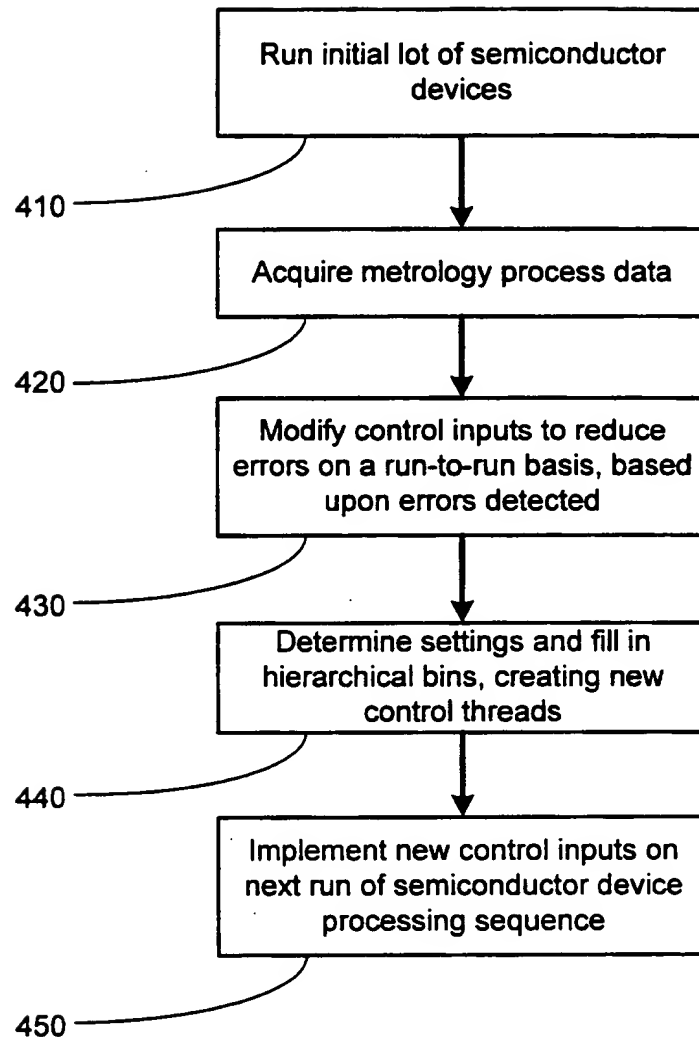 Run initial lot of semiconductor
devices
410
Acquire metrology process data
420
Modify control inputs to reduce
errors on a run-to-run basis, based
upon errors detected
430
Determine settings and fill in
hierarchical bins, creating new
control threads
440
Implement new control inputs on
next run of semiconductor device
processing sequence
450